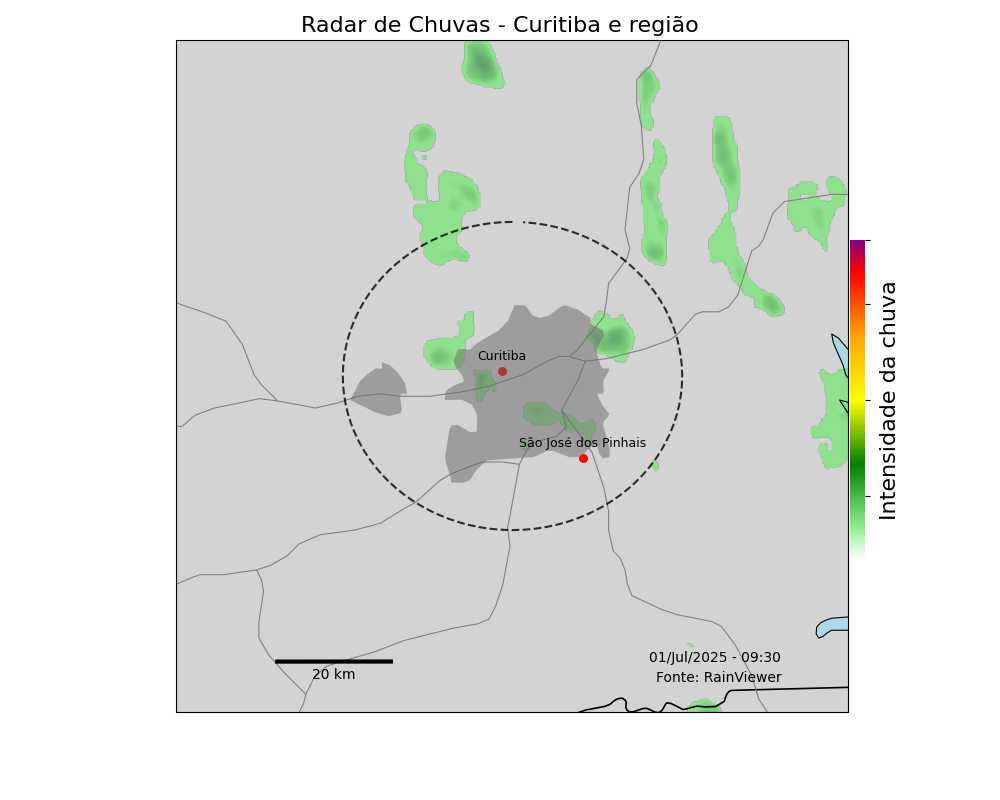 Radar de Chuvas - Curitiba e região
Curitiba
São José dos Pinhais
Intensidade da chuva
20 km
01/Jul/2025 - 09:30
Fonte: RainViewer